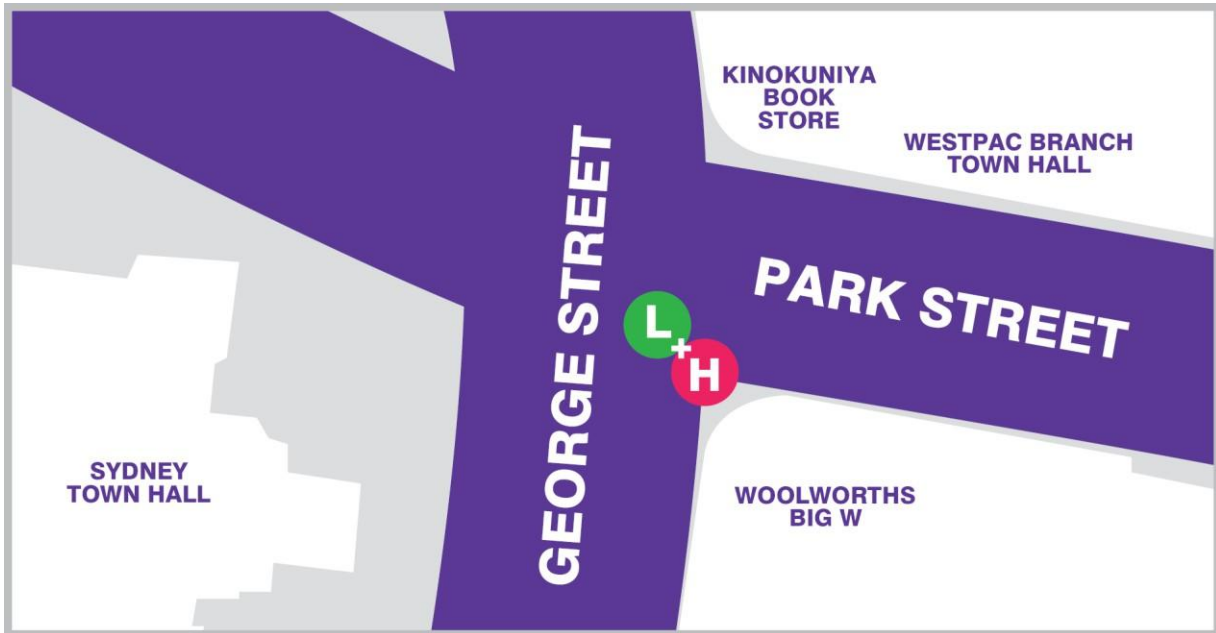 KINOKUNIYA
BOOK
STORE
WESTPAC BRANCH
TOWN HALL
GEORGE STREET
PARK STREET
L
+
H
SYDNEY
TOWN HALL
WOOLWORTHS
BIG W